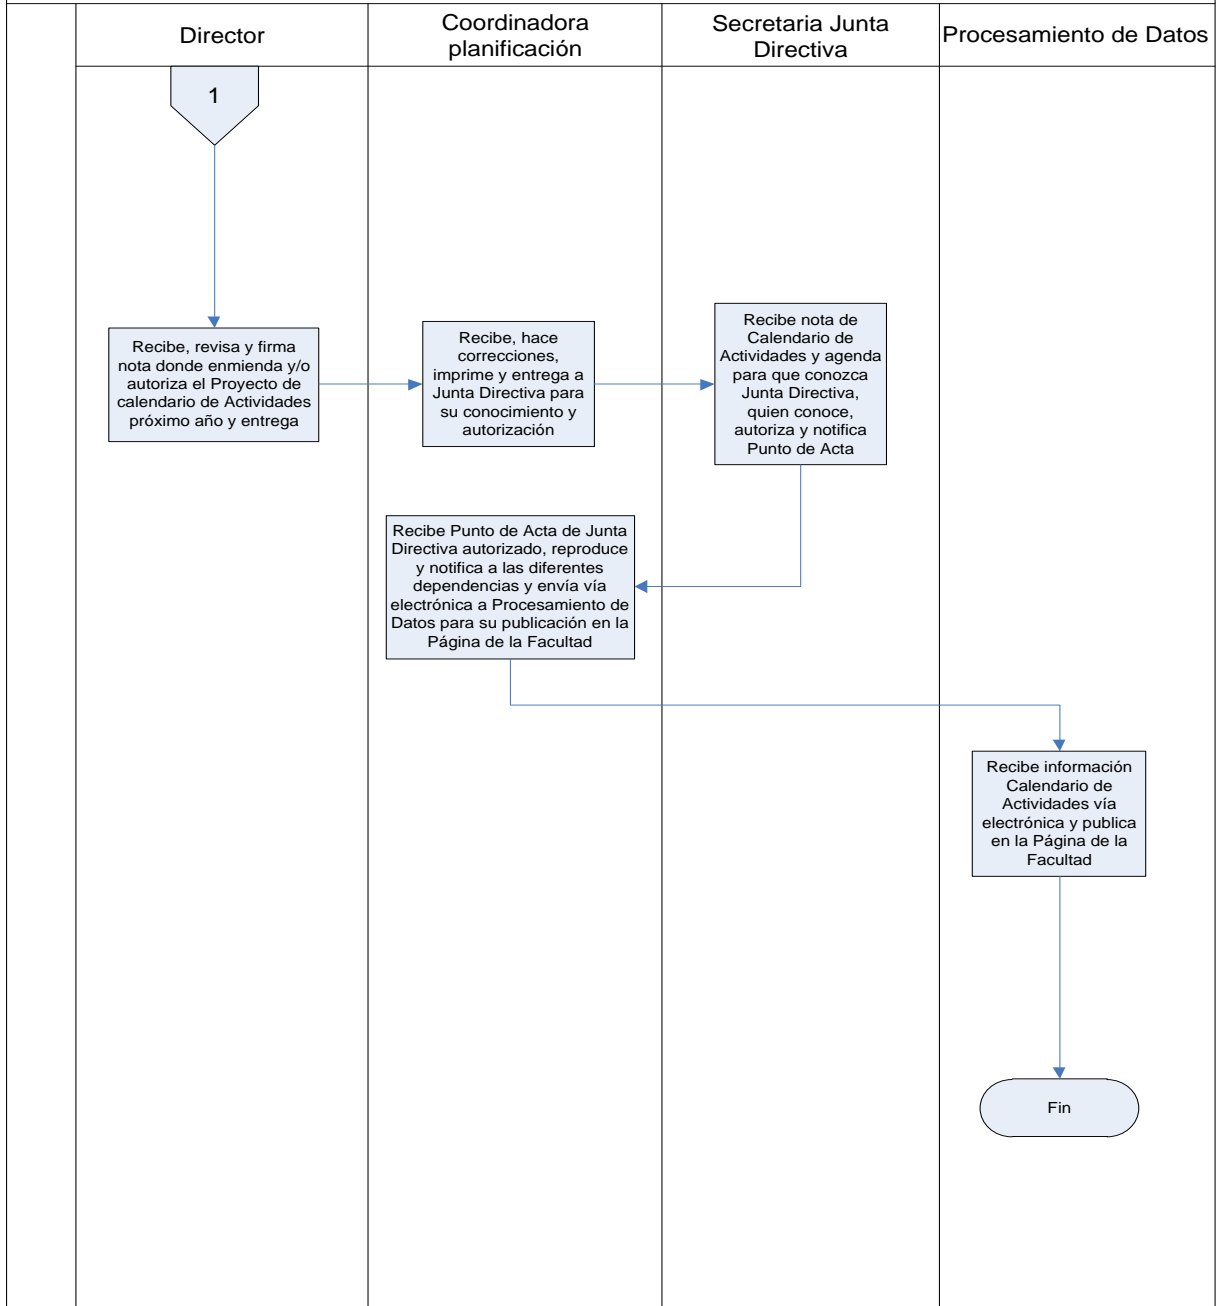 Director
Coordinadora
planificación
Secretaria Junta
Directiva
Procesamiento de Datos
1
Recibe, revisa y firma
nota donde enmienda y/o
autoriza el Proyecto de
calendario de Actividades
próximo año y entrega
Recibe, hace
correcciones,
imprime y entrega a
Junta Directiva para
su conocimiento y
autorización
Recibe nota de
Calendario de
Actividades y agenda
para que conozca
Junta Directiva,
quien conoce,
autoriza y notifica
Punto de Acta
Recibe Punto de Acta de Junta
Directiva autorizado, reproduce
y notifica a las diferentes
dependencias y envía vía
electrónica a Procesamiento de
Datos para su publicación en la
Página de la Facultad
Recibe información
Calendario de
Actividades vía
electrónica y publica
en la Página de la
Facultad
Fin